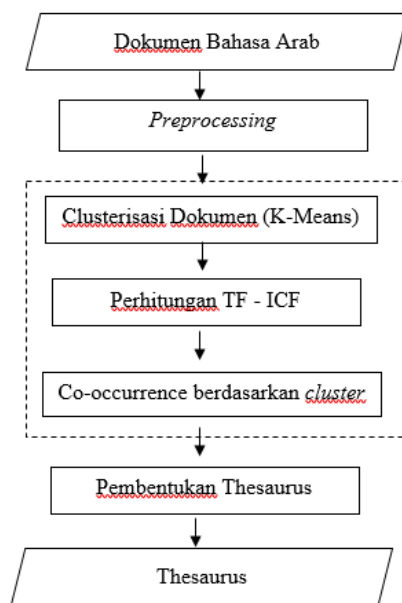 Dokumen Bahasa Arab
Preprocessing
Clusterisasi Dokumen (K-Means)
Perhitungan TF - ICF
Co-occurrence berdasarkan cluster
Pembentukan Thesaurus
Thesaurus